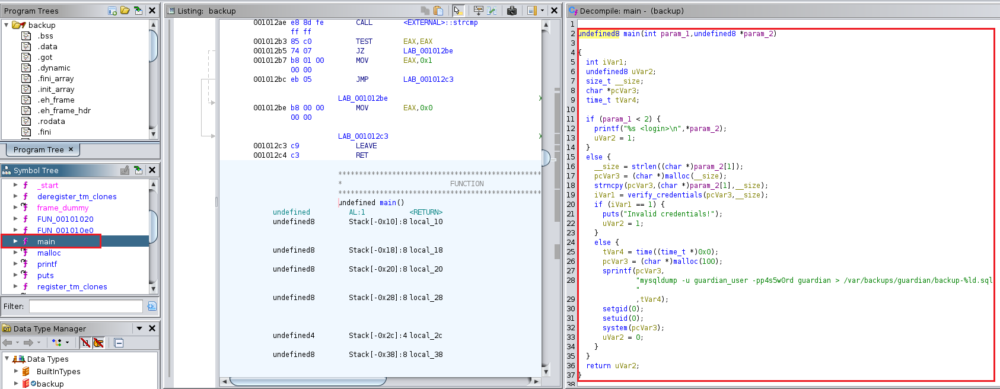 Program Trees
backup
.bss
.data
.got
.dynamic
.fini_array
.init_array
.eh_frame
.eh_frame_hdr
.rodata
.fini
Program Tree ×
Symbol Tree
_start
deregister_tm_clones
frame_dummy
FUN_00101020
FUN_001010e0
main
malloc
printf
puts
register_tm_clones
Filter:
Data Type Manager
Data Types
BuiltInTypes
backup
Listing: backup
001012ae e8 8d fe CALL <EXTERNAL>::strcmp
ff ff
001012b3 85 c0 TEST EAX,EAX
001012b5 74 07 JZ LAB_001012be
001012b7 b8 01 00 MOV EAX,0x1
00 00
001012bc eb 05 JMP LAB_001012c3
LAB_001012be X
001012be b8 00 00 MOV EAX,0x0
00 00
LAB_001012c3 X
001012c3 c9 LEAVE
001012c4 c3 RET
*************************************************
* FUNCTION
*************************************************
undefined main()
undefined AL:1 <RETURN>
undefined8 Stack[-0x10]:8 local_10
undefined8 Stack[-0x18]:8 local_18
undefined8 Stack[-0x20]:8 local_20
undefined8 Stack[-0x28]:8 local_28
undefined4 Stack[-0x2c]:4 local_2c
undefined8 Stack[-0x38]:8 local_38
Decompile: main - (backup)
1
2 undefined8 main(int param_1,undefined8 *param_2)
3
4 {
5 int iVar1;
6 undefined8 uVar2;
7 size_t __size;
8 char *pcVar3;
9 time_t tVar4;
10
11 if (param_1 < 2) {
12 printf("%s <login>\n",*param_2);
13 uVar2 = 1;
14 }
15 else {
16 __size = strlen((char *)param_2[1]);
17 pcVar3 = (char *)malloc(__size);
18 strncpy(pcVar3,(char *)param_2[1],__size);
19 iVar1 = verify_credentials(pcVar3,__size);
20 if (iVar1 == 1) {
21 puts("Invalid credentials!");
22 uVar2 = 1;
23 }
24 else {
25 tVar4 = time((time_t *)0x0);
26 pcVar3 = (char *)malloc(100);
27 sprintf(pcVar3,
28 "mysqldump -u guardian_user -pp4s5w0rd guardian > /var/backups/guardian/backup-%ld.sql
"
29 ,tVar4);
30 setgid(0);
31 setuid(0);
32 system(pcVar3);
33 uVar2 = 0;
34 }
35 }
36 return uVar2;
37 }
38